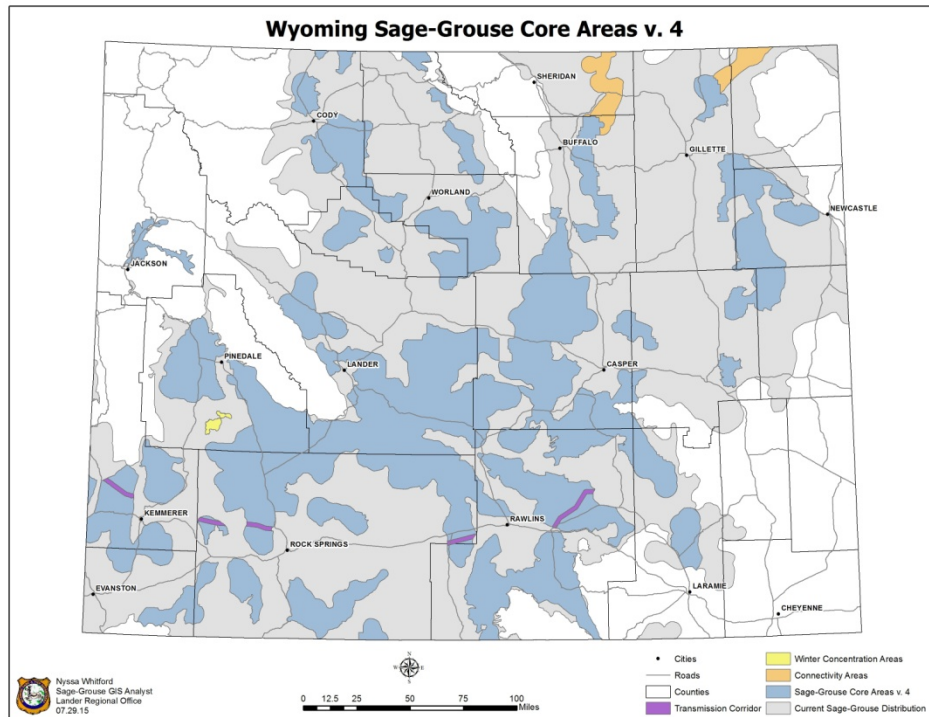 Wyoming Sage-Grouse Core Areas v. 4
SHERIDAN
CODY
BUFFALO
GILLETTE
WORLAND
NEWCASTLE
JACKSON
PINEDALE
LANDER
CASPER
KEMMERER
RAWLINS
ROCK SPRINGS
EVANSTON
LARAMIE
CHEYENNE
Nyssa Whitford
Sage-Grouse GIS Analyst
Lander Regional Office
07.29.15
N
W E
S
0 12.5 25 50 75 100
Miles
Cities
Roads
Counties
Transmission Corridor
Winter Concentration Areas
Connectivity Areas
Sage-Grouse Core Areas v. 4
Current Sage-Grouse Distribution